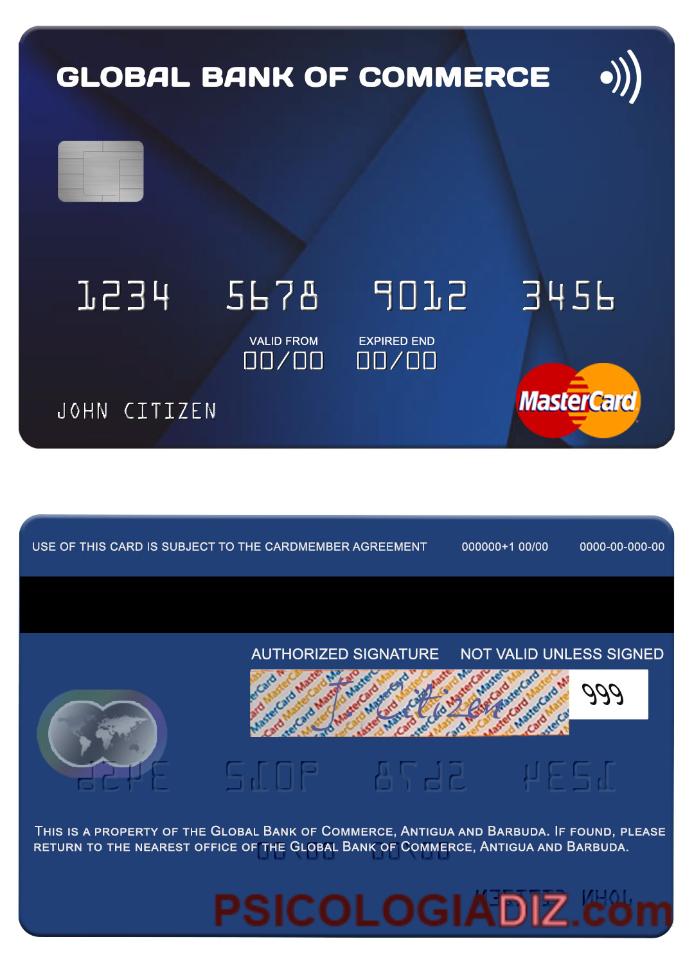 GLOBAL BANK OF COMMERCE
1234 5678 9012 3456
VALID FROM EXPIRED END
00/00 00/00
JOHN CITIZEN
MasterCard
USE OF THIS CARD IS SUBJECT TO THE CARDMEMBER AGREEMENT 000000+1 00/00 0000-00-000-00
AUTHORIZED SIGNATURE NOT VALID UNLESS SIGNED
J Citizen 999
THIS IS A PROPERTY OF THE GLOBAL BANK OF COMMERCE, ANTIGUA AND BARBUDA. IF FOUND, PLEASE
RETURN TO THE NEAREST OFFICE OF THE GLOBAL BANK OF COMMERCE, ANTIGUA AND BARBUDA.
PSICOLOGIADIZ.com